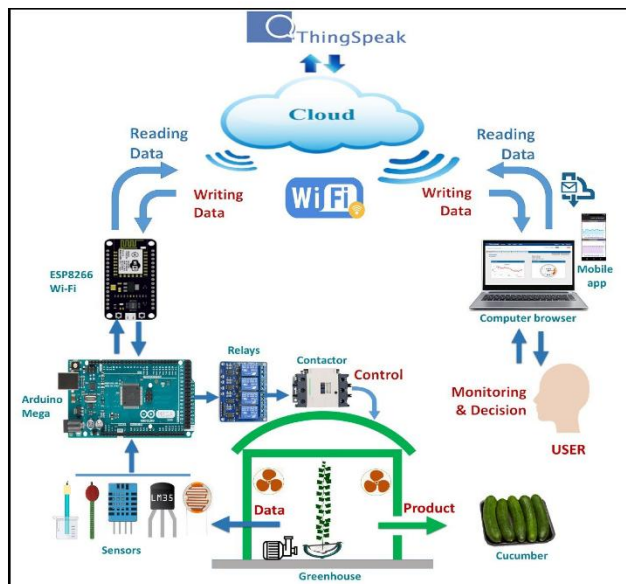 ThingSpeak
Cloud
Reading
Data
Reading
Data
Writing
Data
WiFi
Writing
Data
ESP8266
Wi-Fi
Mobile
app
Computer browser
Relays
Contactor
Control
Arduino
Mega
Monitoring
& Decision
USER
LM35
Data
Product
Sensors
Greenhouse
Cucumber